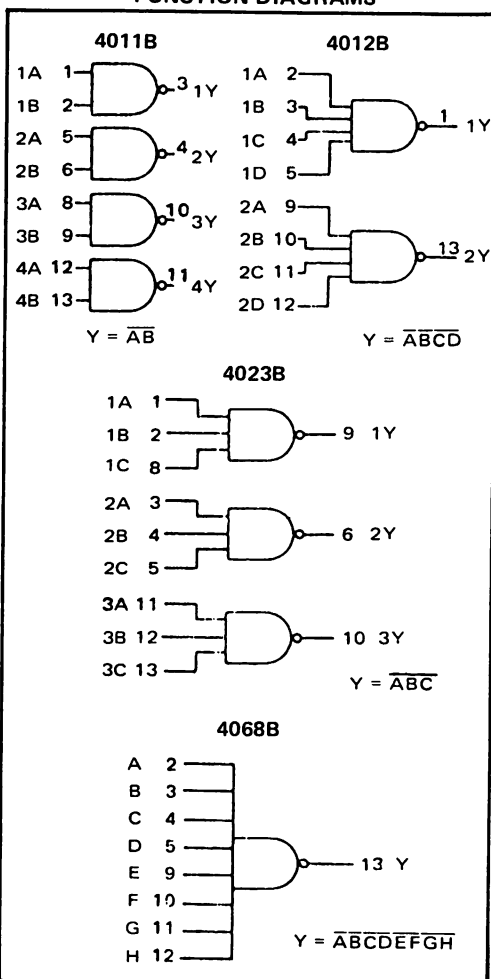 FUNCTION DIAGRAMS
4011B
1A 1 3 1Y
1B 2
2A 5 4 2Y
2B 6
3A 8 10 3Y
3B 9
4A 12 11 4Y
4B 13
Y = A̅B̅
4012B
1A 2
1B 3 1 1Y
1C 4
1D 5
2A 9
2B 10 13 2Y
2C 11
2D 12
Y = A̅B̅C̅D̅
4023B
1A 1
1B 2 9 1Y
1C 8
2A 3
2B 4 6 2Y
2C 5
3A 11
3B 12 10 3Y
3C 13
Y = A̅B̅C̅
4068B
A 2
B 3
C 4
D 5
E 9 13 Y
F 10
G 11
H 12
Y = A̅B̅C̅D̅E̅F̅G̅H̅